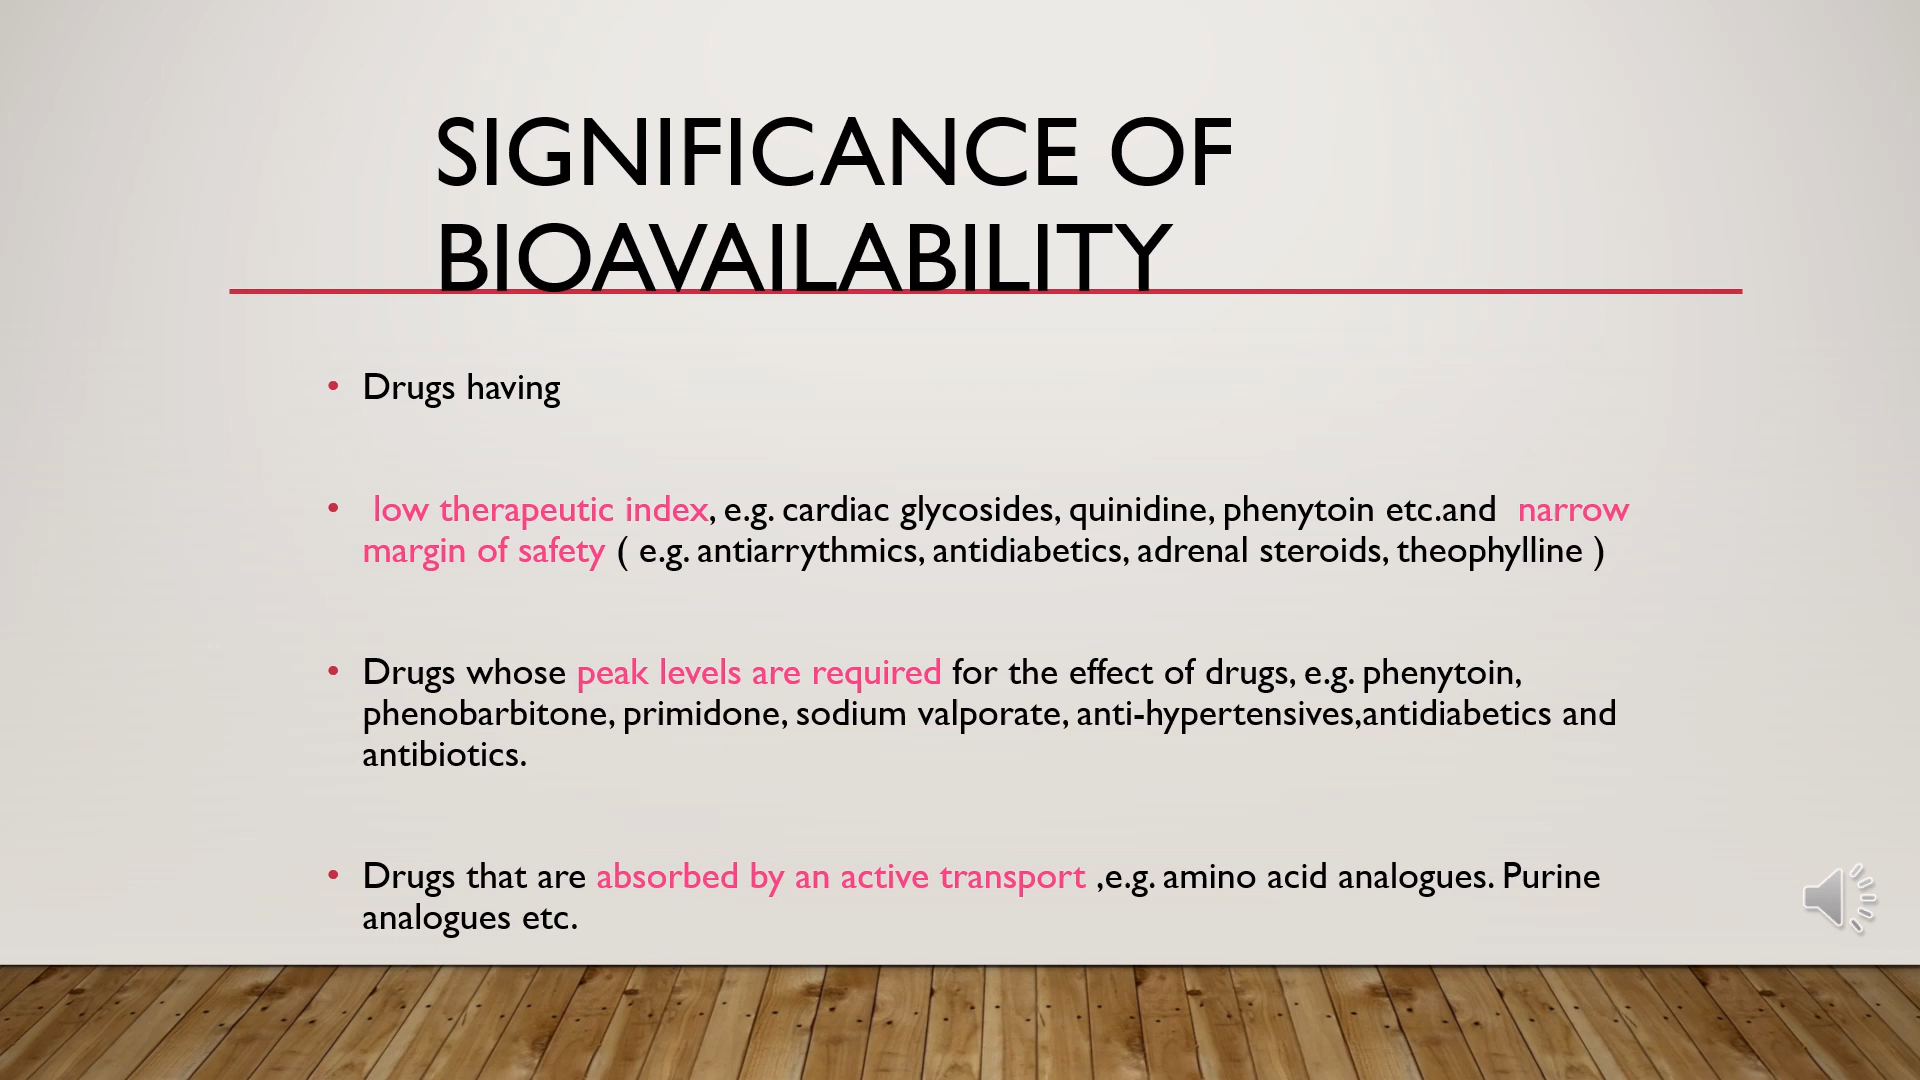 SIGNIFICANCE OF
BIOAVAILABILITY
• Drugs having
• low therapeutic index, e.g. cardiac glycosides, quinidine, phenytoin etc.and narrow
margin of safety ( e.g. antiarrythmics, antidiabetics, adrenal steroids, theophylline )
• Drugs whose peak levels are required for the effect of drugs, e.g. phenytoin,
phenobarbitone, primidone, sodium valporate, anti-hypertensives,antidiabetics and
antibiotics.
• Drugs that are absorbed by an active transport ,e.g. amino acid analogues. Purine
analogues etc.